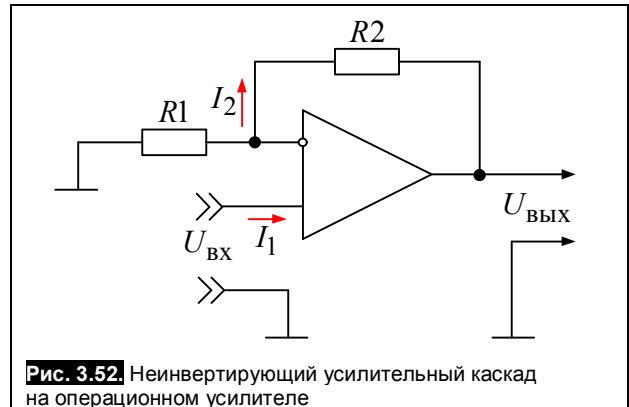 R2
I2
R1
Uвх
I1
Uвых
Рис. 3.52. Неинвертирующий усилительный каскад
на операционном усилителе